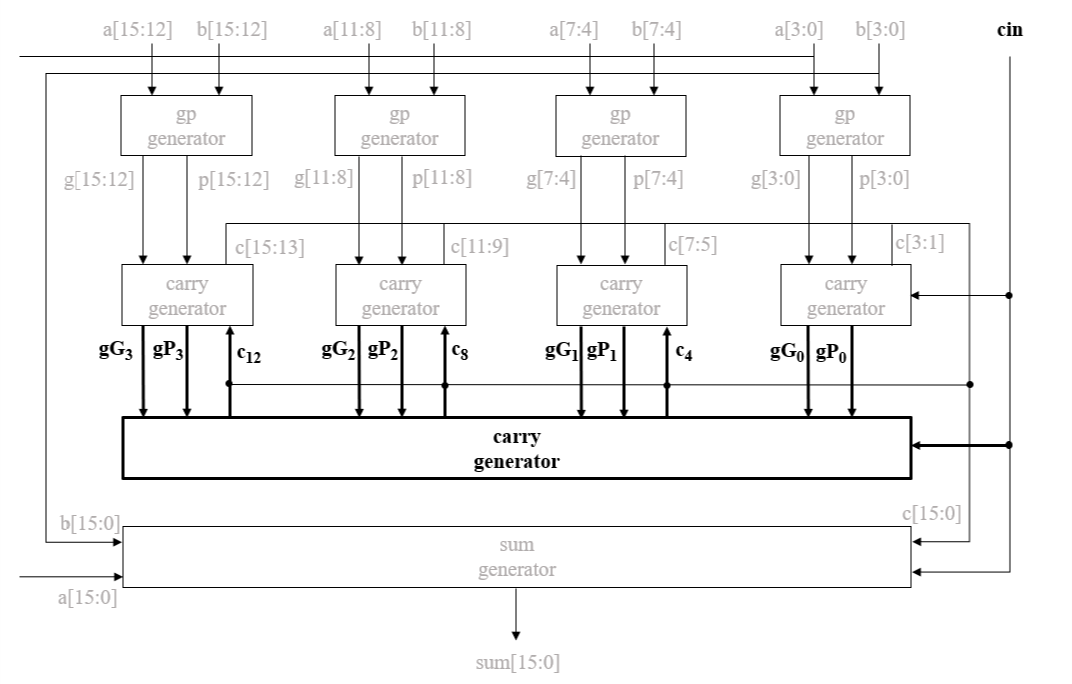 a[15:12] b[15:12] a[11:8] b[11:8] a[7:4] b[7:4] a[3:0] b[3:0] cin
gp gp gp gp
generator generator generator generator
g[15:12] p[15:12] g[11:8] p[11:8] g[7:4] p[7:4] g[3:0] p[3:0]
c[15:13] c[11:9] c[7:5] c[3:1]
carry carry carry carry
generator generator generator generator
gG3 gP3 c12 gG2 gP2 c8 gG1 gP1 c4 gG0 gP0
carry
generator
b[15:0] c[15:0]
sum
generator
a[15:0]
sum[15:0]